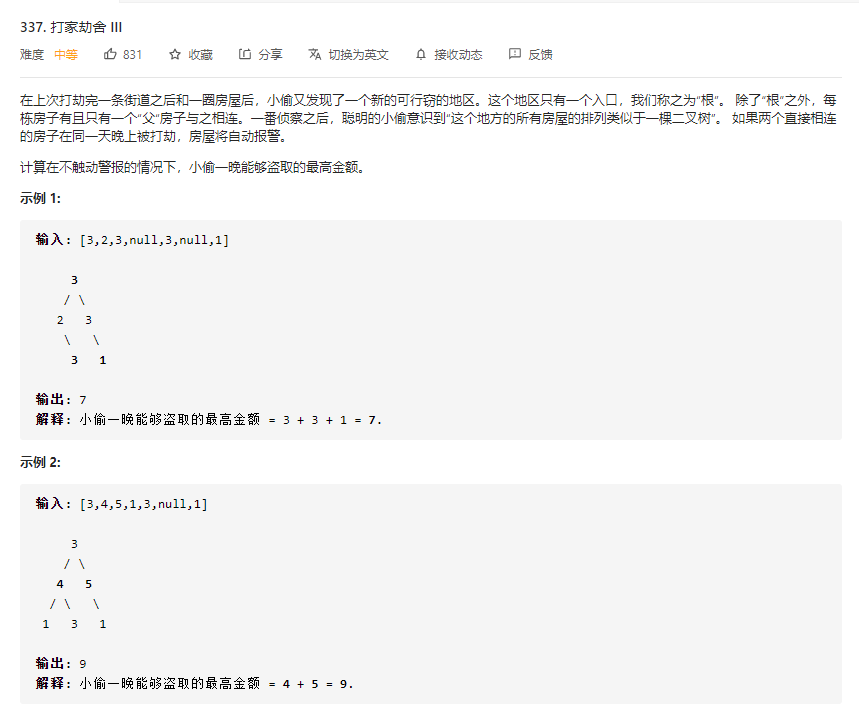 337. 打家劫舍 III
难度 中等 831 收藏 分享 切换为英文 接收动态 反馈
在上次打劫完一条街道之后和一圈房屋后，小偷又发现了一个新的可行窃的地区。这个地区只有一个入口，我们称之为“根”。 除了“根”之外，每
栋房子有且只有一个“父“房子与之相连。一番侦察之后，聪明的小偷意识到“这个地方的所有房屋的排列类似于一棵二叉树”。 如果两个直接相连
的房子在同一天晚上被打劫，房屋将自动报警。
计算在不触动警报的情况下，小偷一晚能够盗取的最高金额。
示例 1:
输入: [3,2,3,null,3,null,1]
3
/ \
2 3
\ \
3 1
输出: 7
解释: 小偷一晚能够盗取的最高金额 = 3 + 3 + 1 = 7.
示例 2:
输入: [3,4,5,1,3,null,1]
3
/ \
4 5
/ \ \
1 3 1
输出: 9
解释: 小偷一晚能够盗取的最高金额 = 4 + 5 = 9.